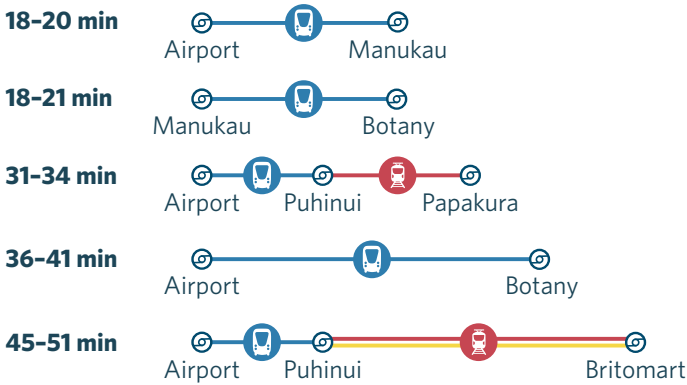 18–20 min
Airport Manukau
18–21 min
Manukau Botany
31–34 min
Airport Puhinui Papakura
36–41 min
Airport Botany
45–51 min
Airport Puhinui Britomart